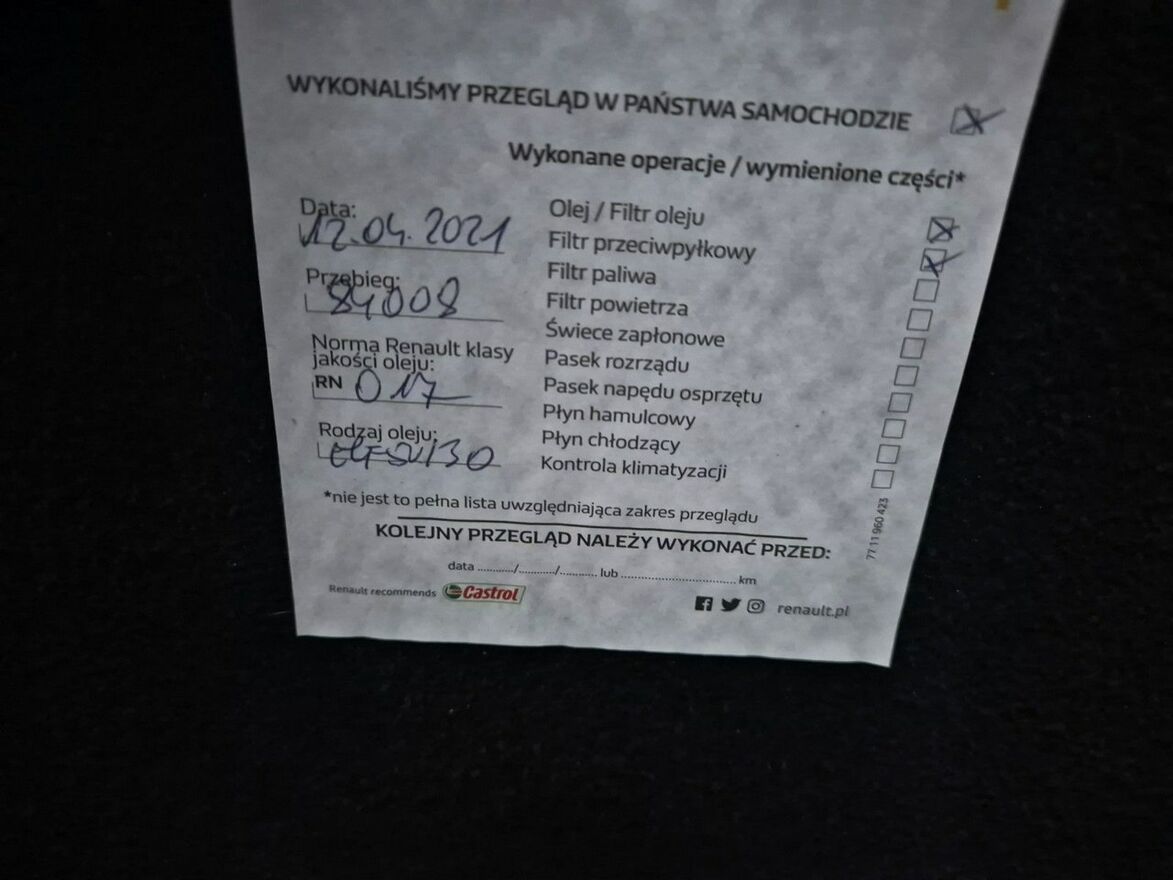 WYKONALIŚMY PRZEGLĄD W PAŃSTWA SAMOCHODZIE
Wykonane operacje / wymienione części*
Data:
12.04.2021
Przebieg:
84008
Norma Renault klasy
jakości oleju:
RN 017
Rodzaj oleju:
Olej / Filtr oleju
Filtr przeciwpyłkowy
Filtr paliwa
Filtr powietrza
Świece zapłonowe
Pasek rozrządu
Pasek napędu osprzętu
Płyn hamulcowy
Płyn chłodzący
Kontrola klimatyzacji
77 11 960 423
*nie jest to pełna lista uwzględniająca zakres przeglądu
KOLEJNY PRZEGLĄD NALEŻY WYKONAĆ PRZED:
data ............/............/............ lub .................................. km
Renault recommends Castrol
renault.pl